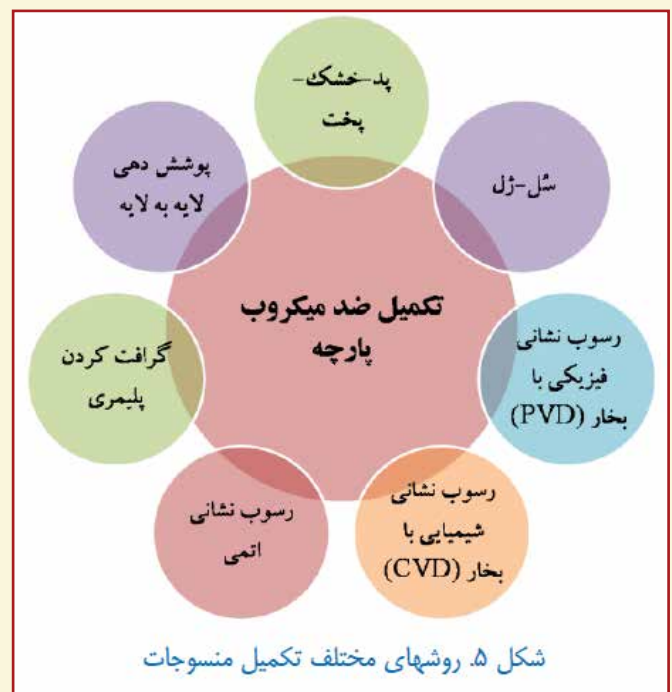 پد-خشک-
پخت
سُل-ژل
رسوب نشانی
فیزیکی با
بخار (PVD)
رسوب نشانی
شیمیایی با
بخار (CVD)
رسوب نشانی
اتمی
گرافت کردن
پلیمری
پوشش دهی
لایه به لایه
تکمیل ضد میکروب
پارچه
شکل ۵. روشهای مختلف تکمیل منسوجات